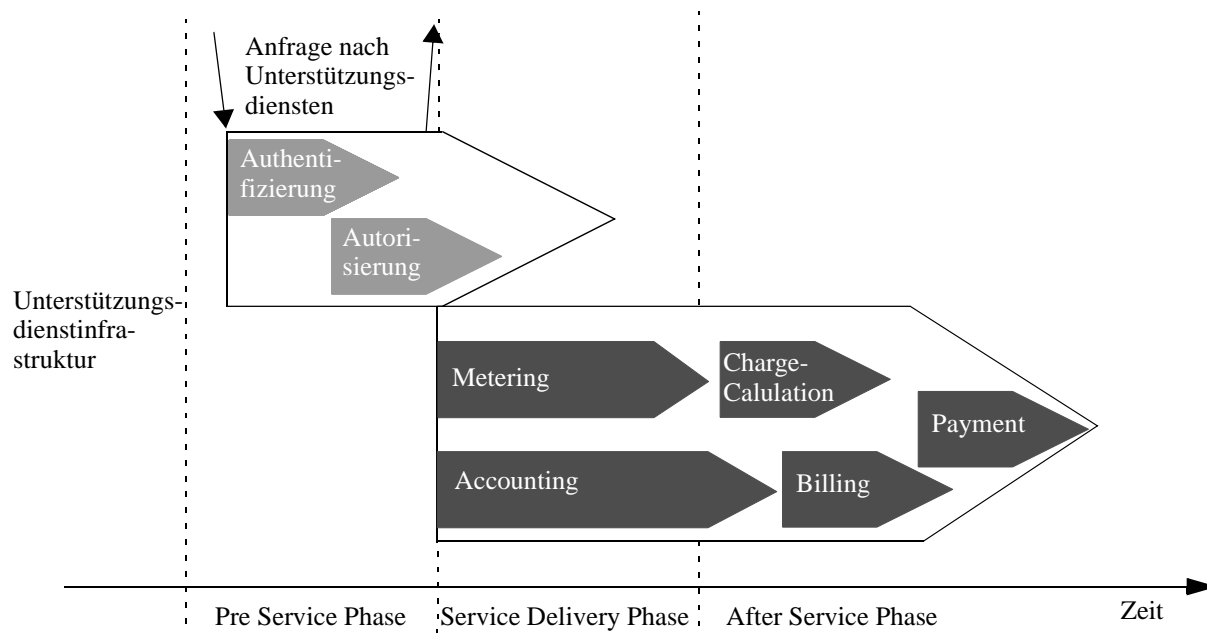 Anfrage nach
Unterstützungs-
diensten
Authenti-
fizierung
Autori-
sierung
Unterstützungs-
dienstinfra-
struktur
Metering
Charge-
Calulation
Payment
Accounting
Billing
Pre Service Phase
Service Delivery Phase
After Service Phase
Zeit